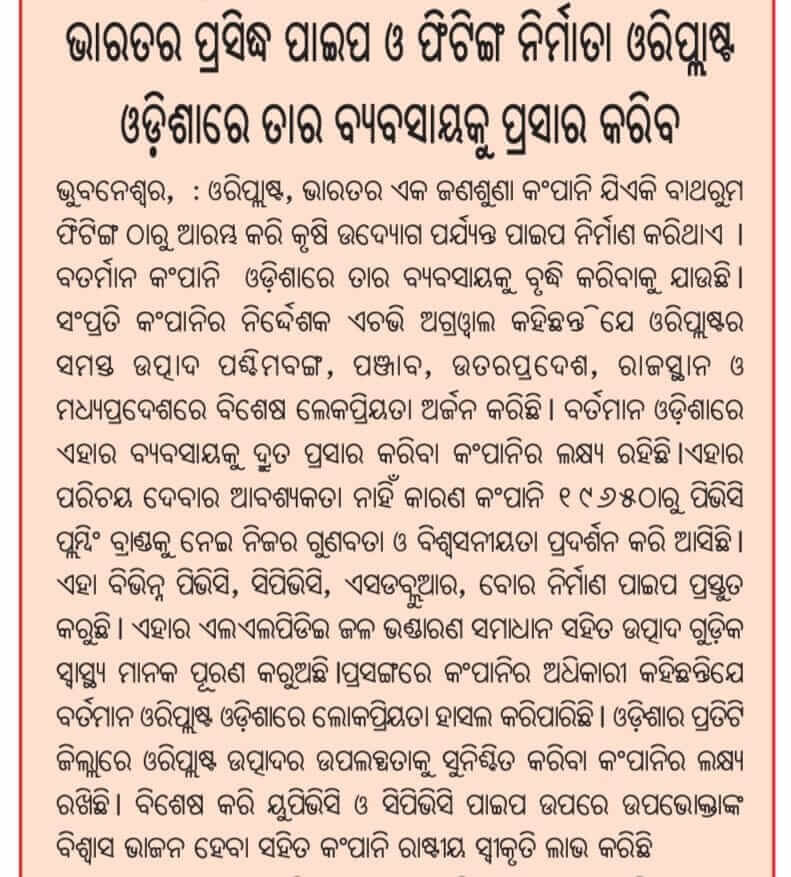 ଭାରତର ପ୍ରସିଦ୍ଧ ପାଇପ ଓ ଫିଟିଙ୍ଗ ନିର୍ମାତା ଓରିପ୍ଲାଷ୍ଟ
ଓଡ଼ିଶାରେ ତାର ବ୍ୟବସାୟକୁ ପ୍ରସାର କରିବ
ଭୁବନେଶ୍ୱର, : ଓରିପ୍ଲାଷ୍ଟ, ଭାରତର ଏକ ଜଣଶୁଣା କଂପାନି ଯିଏକି ବାଥରୁମ
ଫିଟିଙ୍ଗ ଠାରୁ ଆରମ୍ଭ କରି କୃଷି ଉଦ୍ୟୋଗ ପର୍ଯ୍ୟନ୍ତ ପାଇପ ନିର୍ମାଣ କରିଥାଏ ।
ବତର୍ମାନ କଂପାନି ଓଡ଼ିଶାରେ ତାର ବ୍ୟବସାୟକୁ ବୃଦ୍ଧି କରିବାକୁ ଯାଉଛି।
ସଂପ୍ରତି କଂପାନିର ନିର୍ଦ୍ଦେଶକ ଏଚଭି ଅଗ୍ରୱାଲ କହିଛନ୍ତି ଯେ ଓରିପ୍ଲାଷ୍ଟର
ସମସ୍ତ ଉତ୍ପାଦ ପଶ୍ଚିମବଙ୍ଗ, ପଞ୍ଜାବ, ଉତରପ୍ରଦେଶ, ରାଜସ୍ଥାନ ଓ
ମଧ୍ୟପ୍ରଦେଶରେ ବିଶେଷ ଲେକପ୍ରିୟତା ଅର୍ଜନ କରିଛି। ବର୍ତମାନ ଓଡ଼ିଶାରେ
ଏହାର ବ୍ୟବସାୟକୁ ଦ୍ରୁତ ପ୍ରସାର କରିବା କଂପାନିର ଲକ୍ଷ୍ୟ ରହିଛି।ଏହାର
ପରିଚୟ ଦେବାର ଆବଶ୍ୟକତା ନାହିଁ କାରଣ କଂପାନି ୧୯୬୫ଠାରୁ ପିଭିସି
ପ୍ଲମ୍ବିଂ ବ୍ରାଣ୍ଡକୁ ନେଇ ନିଜର ଗୁଣବତା ଓ ବିଶ୍ୱସନୀୟତା ପ୍ରଦର୍ଶନ କରି ଆସିଛି।
ଏହା ବିଭିନ୍ନ ପିଭିସି, ସିପିଭିସି, ଏସଡବ୍ଲୁଆର, ବୋର ନିର୍ମାଣ ପାଇପ ପ୍ରସ୍ତୁତ
କରୁଛି। ଏହାର ଏଲଏଲପିଡିଇ ଜଳ ଭଣ୍ଡାରଣ ସମାଧାନ ସହିତ ଉତ୍ପାଦ ଗୁଡ଼ିକ
ସ୍ୱାସ୍ଥ୍ୟ ମାନକ ପୂରଣ କରୁଅଛି।ପ୍ରସଙ୍ଗରେ କଂପାନିର ଅଧିକାରୀ କହିଛନ୍ତିଯେ
ବର୍ତମାନ ଓରିପ୍ଲାଷ୍ଟ ଓଡ଼ିଶାରେ ଲୋକପ୍ରିୟତା ହାସଲ କରିପାରିଛି। ଓଡ଼ିଶାର ପ୍ରତିଟି
ଜିଲ୍ଲାରେ ଓରିପ୍ଲାଷ୍ଟ ଉତ୍ପାଦର ଉପଲବ୍ଧତାକୁ ସୁନିଶ୍ଚିତ କରିବା କଂପାନିର ଲକ୍ଷ୍ୟ
ରଖିଛି। ବିଶେଷ କରି ୟୁପିଭିସି ଓ ସିପିଭିସି ପାଇପ ଉପରେ ଉପଭୋକ୍ତାଙ୍କ
ବିଶ୍ୱାସ ଭାଜନ ହେବା ସହିତ କଂପାନି ରାଷ୍ଟୀୟ ସ୍ୱୀକୃତି ଲାଭ କରିଛି